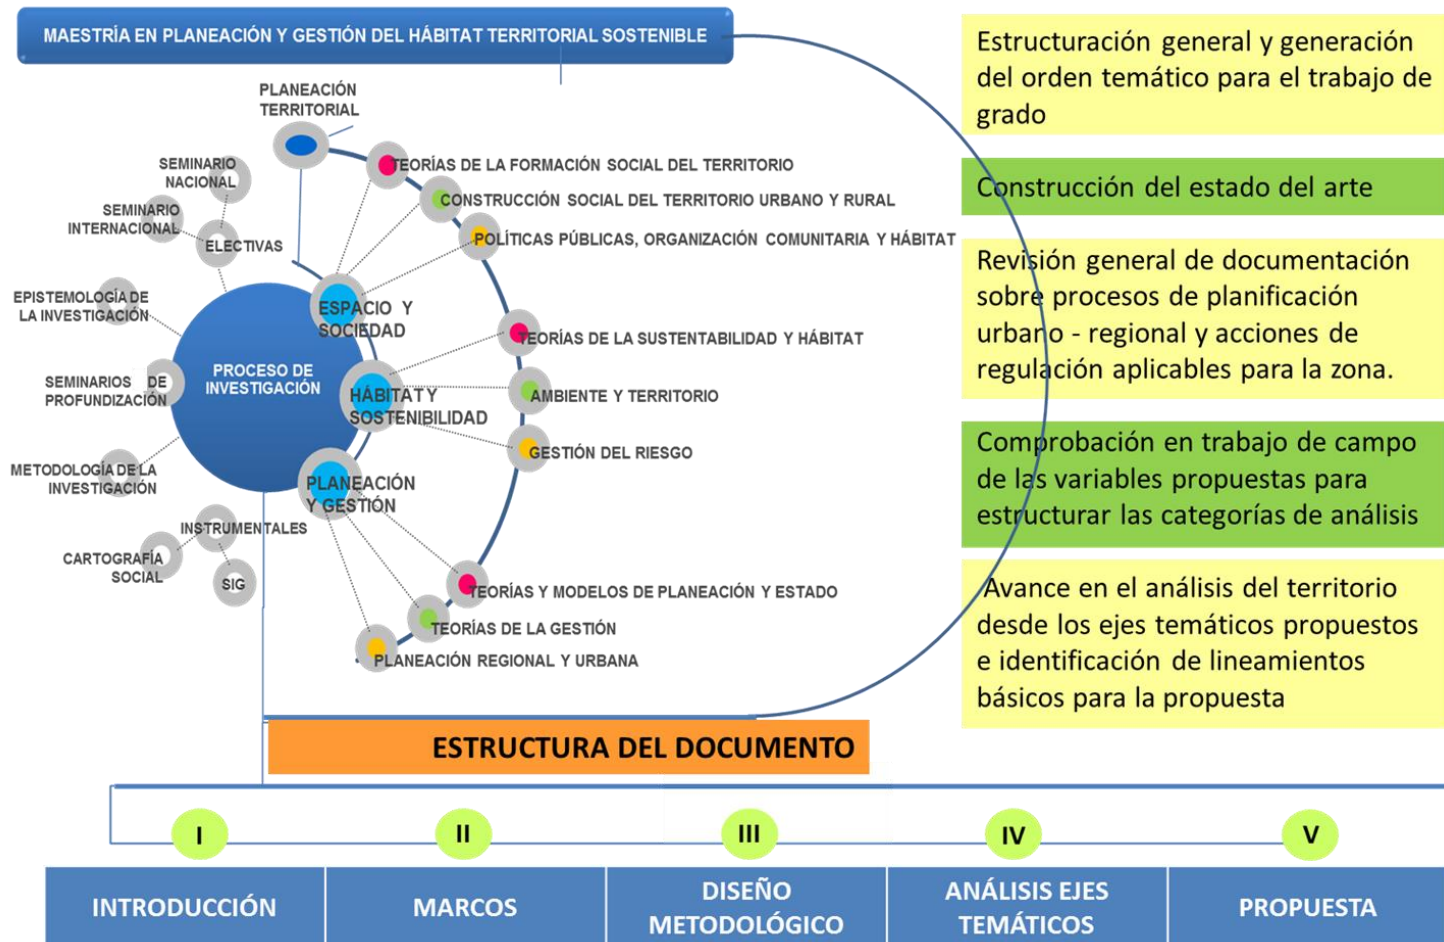 MAESTRÍA EN PLANEACIÓN Y GESTIÓN DEL HÁBITAT TERRITORIAL SOSTENIBLE
PLANEACIÓN
TERRITORIAL
SEMINARIO
NACIONAL
SEMINARIO
INTERNACIONAL
ELECTIVAS
EPISTEMOLOGÍA DE
LA INVESTIGACIÓN
SEMINARIOS DE
PROFUNDIZACIÓN
METODOLOGÍA DE LA
INVESTIGACIÓN
INSTRUMENTALES
CARTOGRAFÍA
SOCIAL
SIG
PROCESO DE
INVESTIGACIÓN
ESPACIO Y
SOCIEDAD
HÁBITAT Y
SOSTENIBILIDAD
PLANEACIÓN
Y GESTIÓN
TEORÍAS DE LA FORMACIÓN SOCIAL DEL TERRITORIO
CONSTRUCCIÓN SOCIAL DEL TERRITORIO URBANO Y RURAL
POLÍTICAS PÚBLICAS, ORGANIZACIÓN COMUNITARIA Y HÁBITAT
TEORÍAS DE LA SUSTENTABILIDAD Y HÁBITAT
AMBIENTE Y TERRITORIO
GESTIÓN DEL RIESGO
TEORÍAS Y MODELOS DE PLANEACIÓN Y ESTADO
TEORÍAS DE LA GESTIÓN
PLANEACIÓN REGIONAL Y URBANA
Estructuración general y generación
del orden temático para el trabajo de
grado
Construcción del estado del arte
Revisión general de documentación
sobre procesos de planificación
urbano - regional y acciones de
regulación aplicables para la zona.
Comprobación en trabajo de campo
de las variables propuestas para
estructurar las categorías de análisis
Avance en el análisis del territorio
desde los ejes temáticos propuestos
e identificación de lineamientos
básicos para la propuesta
ESTRUCTURA DEL DOCUMENTO
I
II
III
IV
V
INTRODUCCIÓN
MARCOS
DISEÑO
METODOLÓGICO
ANÁLISIS EJES
TEMÁTICOS
PROPUESTA